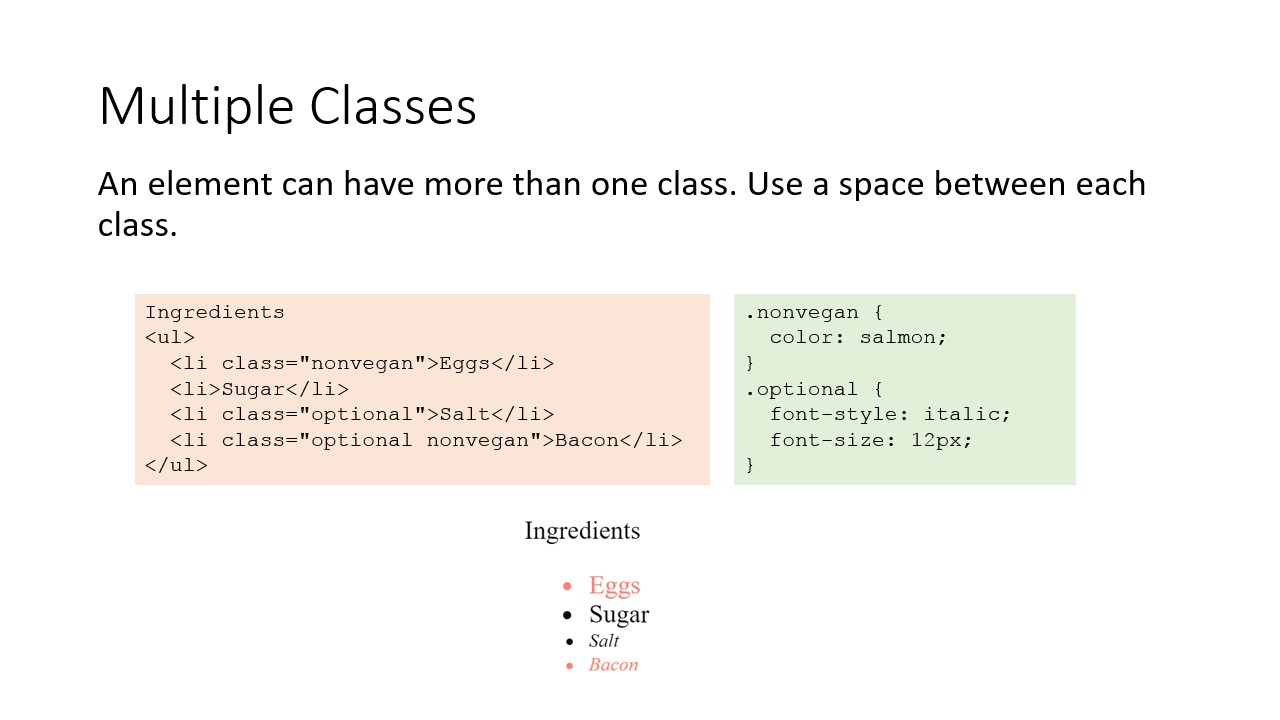 Multiple Classes
An element can have more than one class. Use a space between each
class.
Ingredients
<ul>
  <li class="nonvegan">Eggs</li>
  <li>Sugar</li>
  <li class="optional">Salt</li>
  <li class="optional nonvegan">Bacon</li>
</ul>
.nonvegan {
  color: salmon;
}
.optional {
  font-style: italic;
  font-size: 12px;
}
Ingredients
• Eggs
• Sugar
• Salt
• Bacon